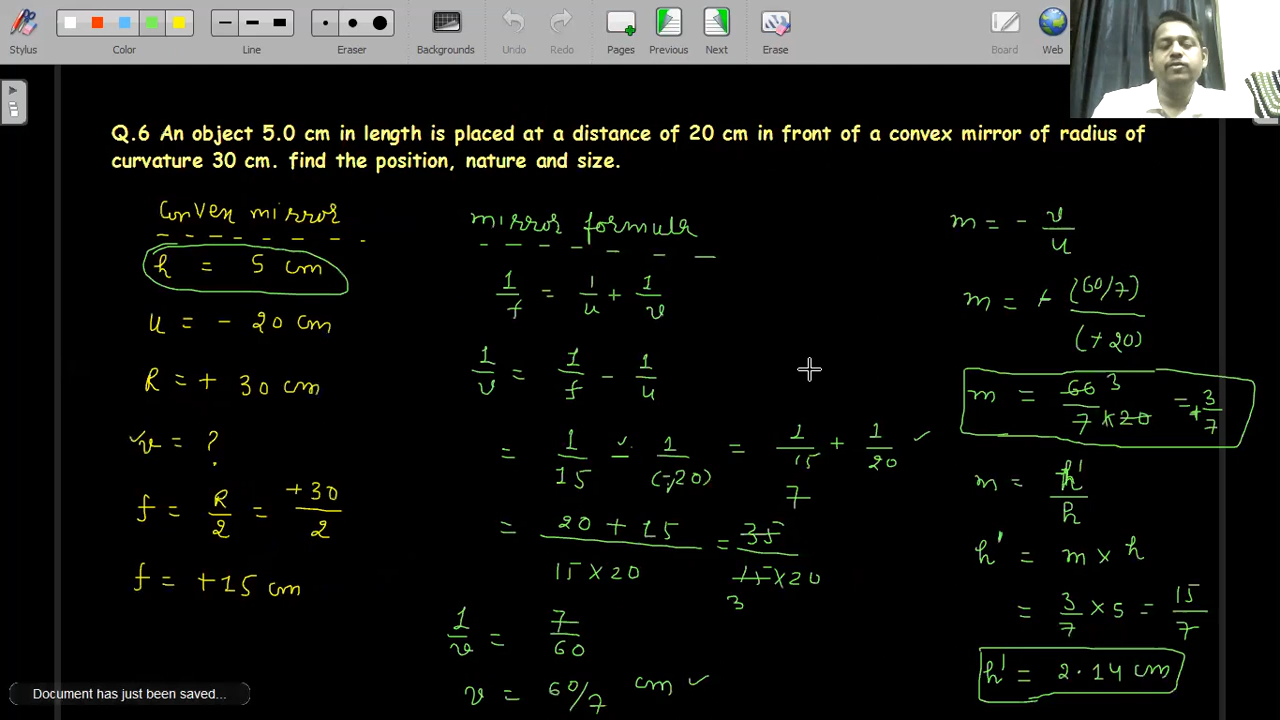 Stylus
Color
Line
Eraser
Backgrounds
Undo
Redo
Pages
Previous
Next
Erase
Board
Web
Q.6 An object 5.0 cm in length is placed at a distance of 20 cm in front of a convex mirror of radius of
curvature 30 cm. find the position, nature and size.
Convex mirror
h = 5 cm
u = - 20 cm
R = + 30 cm
v = ?
f = R/2 = +30/2
f = +15 cm
mirror formula
1/f = 1/u + 1/v
1/v = 1/f - 1/u
= 1/15 - 1/(-20) = 1/15 + 1/20
7
= 20 + 15/15 × 20 = 35/15 × 20
3
1/v = 7/60
v = 60/7 cm
m = - v/u
m = + (60/7)/(+20)
m = 60 3/7 × 20 = +3/7
m = h'/h
h' = m × h
= 3/7 × 5 = 15/7
h' = 2.14 cm
Document has just been saved...